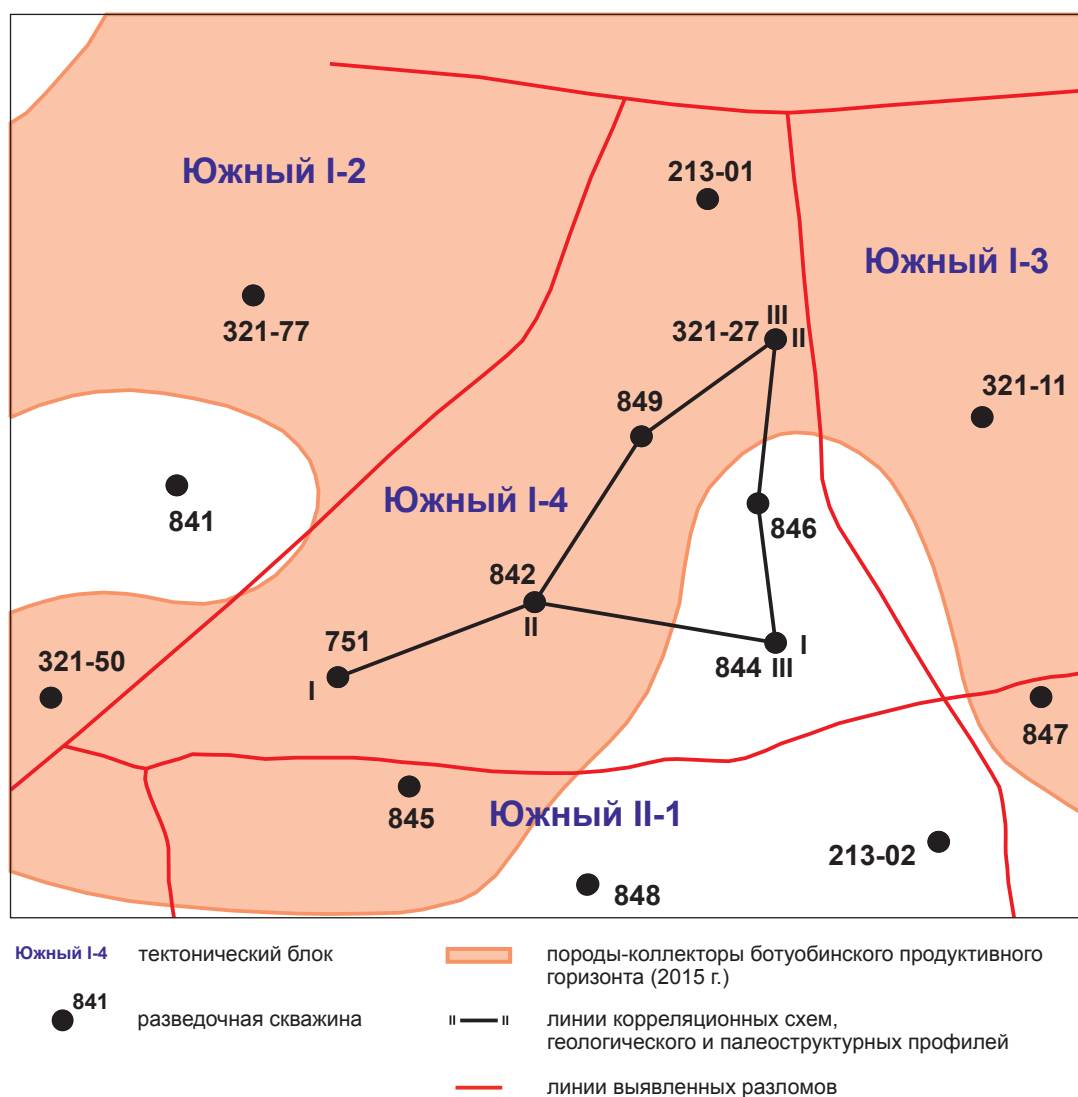 Южный I-2
213-01
Южный I-3
321-77
321-27
III
II
849
321-11
841
Южный I-4
846
842
II
751
844
III
I
I
321-50
847
845
Южный II-1
213-02
848
Южный I-4
тектонический блок
породы-коллекторы ботуобинского продуктивного
горизонта (2015 г.)
841
разведочная скважина
II
II
линии корреляционных схем,
геологического и палеоструктурных профилей
линии выявленных разломов